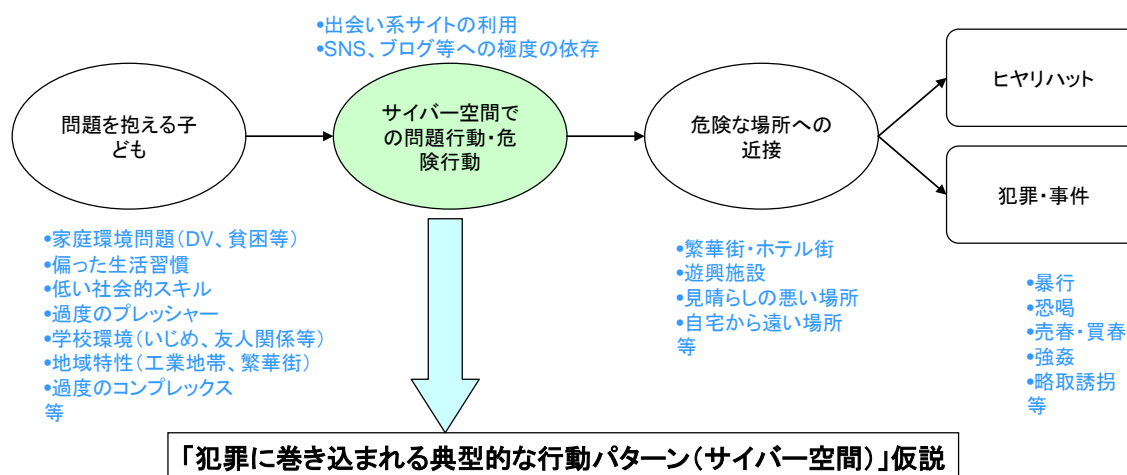 •出会い系サイトの利用
•SNS、ブログ等への極度の依存
問題を抱える子
ども
サイバー空間で
の問題行動・危
険行動
危険な場所への
近接
ヒヤリハット
犯罪・事件
•家庭環境問題(DV、貧困等)
•偏った生活習慣
•低い社会的スキル
•過度のプレッシャー
•学校環境(いじめ、友人関係等)
•地域特性(工業地帯、繁華街)
•過度のコンプレックス
等
•繁華街・ホテル街
•遊興施設
•見晴らしの悪い場所
•自宅から遠い場所
等
•暴行
•恐喝
•売春・買春
•強姦
•略取誘拐
等
「犯罪に巻き込まれる典型的な行動パターン(サイバー空間)」仮説